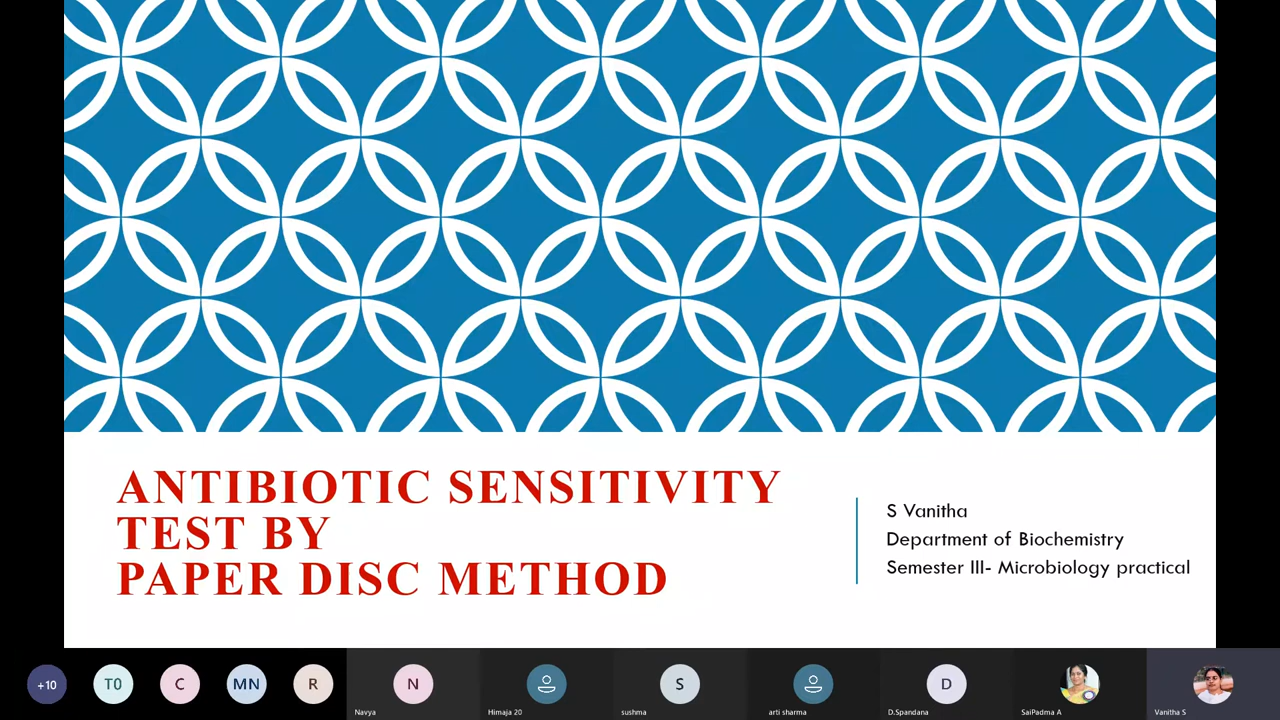 ANTIBIOTIC SENSITIVITY
TEST BY
PAPER DISC METHOD
S Vanitha
Department of Biochemistry
Semester III- Microbiology practical
+10
T0
C
MN
R
N
S
D
Navya
Himaja 20
sushma
arti sharma
D.Spandana
SaiPadma A
Vanitha S